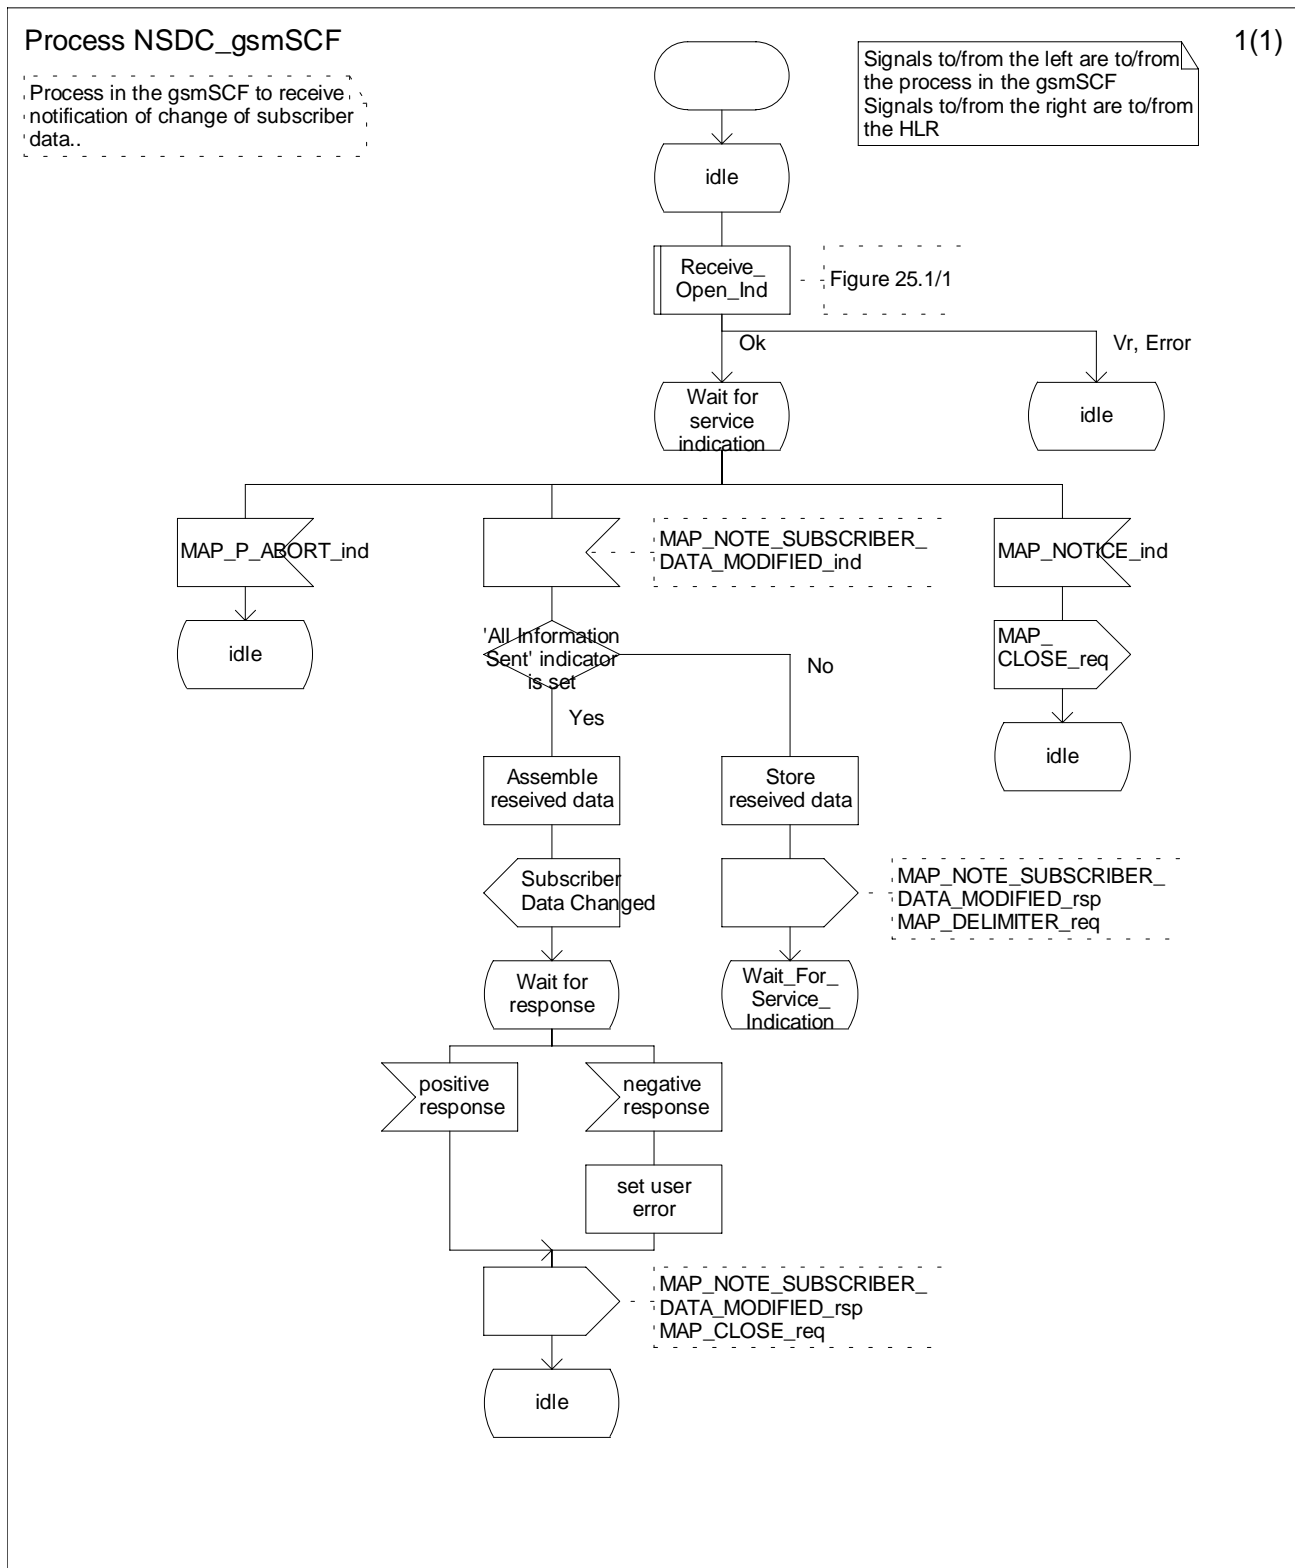 Process NSDC_gsmSCF
1(1)
Process in the gsmSCF to receive
notification of change of subscriber
data..
Signals to/from the left are to/from
the process in the gsmSCF
Signals to/from the right are to/from
the HLR
idle
Receive_
Open_Ind
Figure 25.1/1
Ok
Vr, Error
Wait for
service
indication
idle
MAP_P_ABORT_ind
MAP_NOTE_SUBSCRIBER_
DATA_MODIFIED_ind
MAP_NOTICE_ind
idle
'All Information
Sent' indicator
is set
No
MAP_
CLOSE_req
Yes
idle
Assemble
reseived data
Store
reseived data
Subscriber
Data Changed
MAP_NOTE_SUBSCRIBER_
DATA_MODIFIED_rsp
MAP_DELIMITER_req
Wait for
response
Wait_For_
Service_
Indication
positive
response
negative
response
set user
error
MAP_NOTE_SUBSCRIBER_
DATA_MODIFIED_rsp
MAP_CLOSE_req
idle